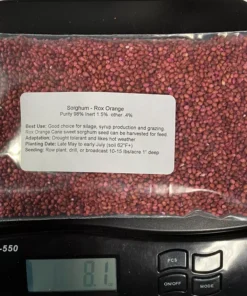 Sorghum - Rox Orange
Purity 98% Inert 1.5% other .4%
Best Use: Good choice for silage, syrup production and grazing.
Rox Orange Cane sweet sorghum seed can be harvested for feed
Adaptation: Drought tolerant and likes hot weather
Planting Date: Late May to early July (soil 62°F+)
Seeding: Row plant, drill, or broadcast 10-15 lbs/acre 1" deep
-550
8.1
PCS
ON/OFF
MODE